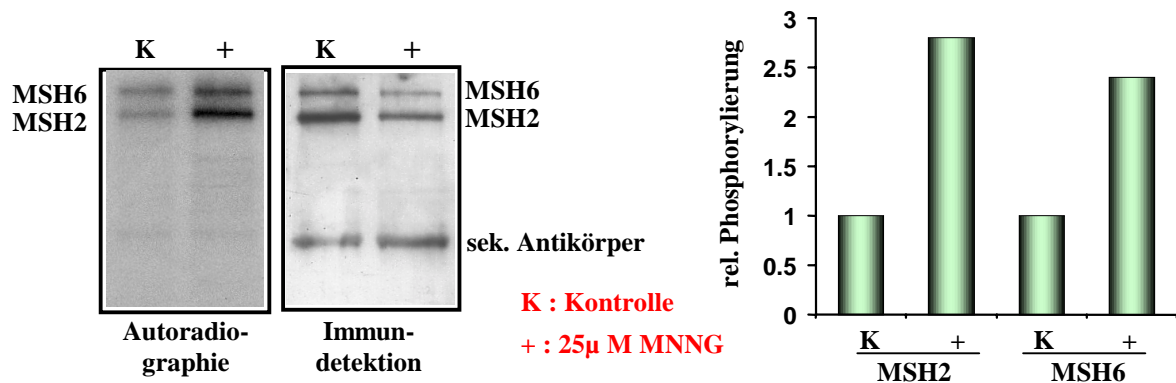 K +
K +
MSH6
MSH2
MSH6
MSH2
sek. Antikörper
Autoradio-
graphie
Immun-
detektion
K : Kontrolle
+ : 25µ M MNNG
rel. Phosphorylierung
3
2.5
2
1.5
1
0.5
0
K + K +
MSH2 MSH6